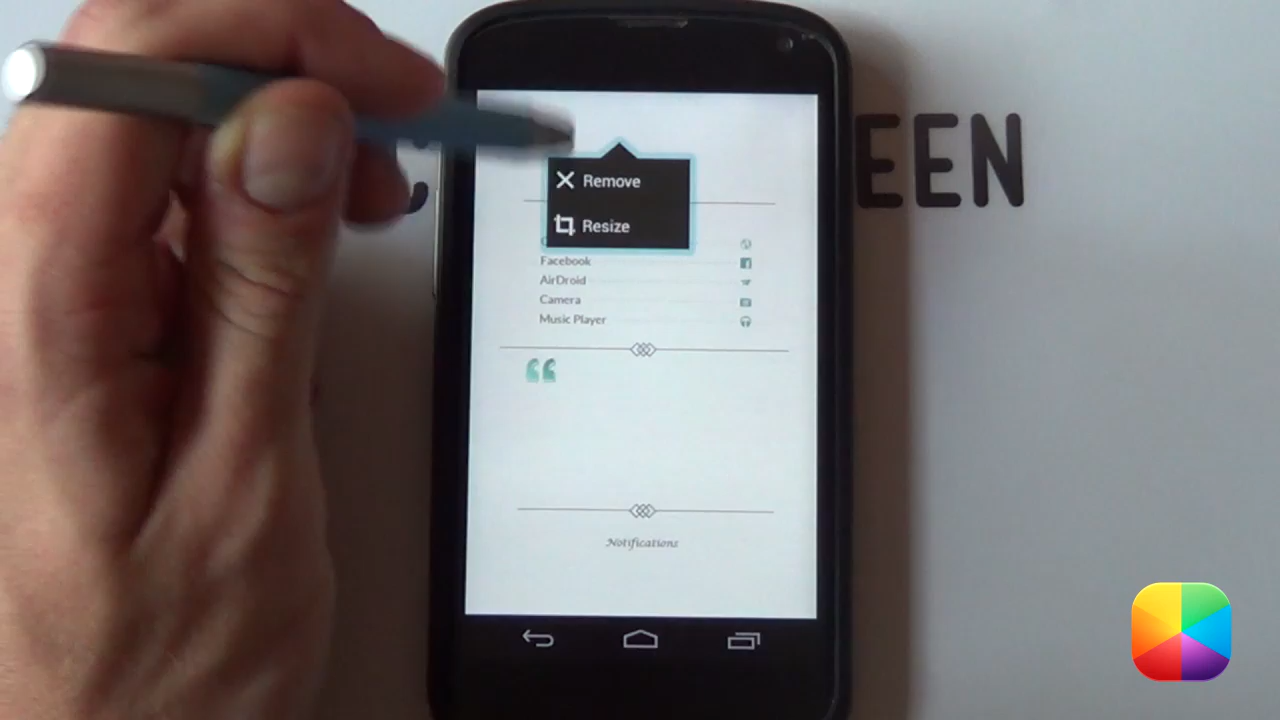 EEN
Remove
Resize
Facebook
AirDroid
Camera
Music Player
Notifications